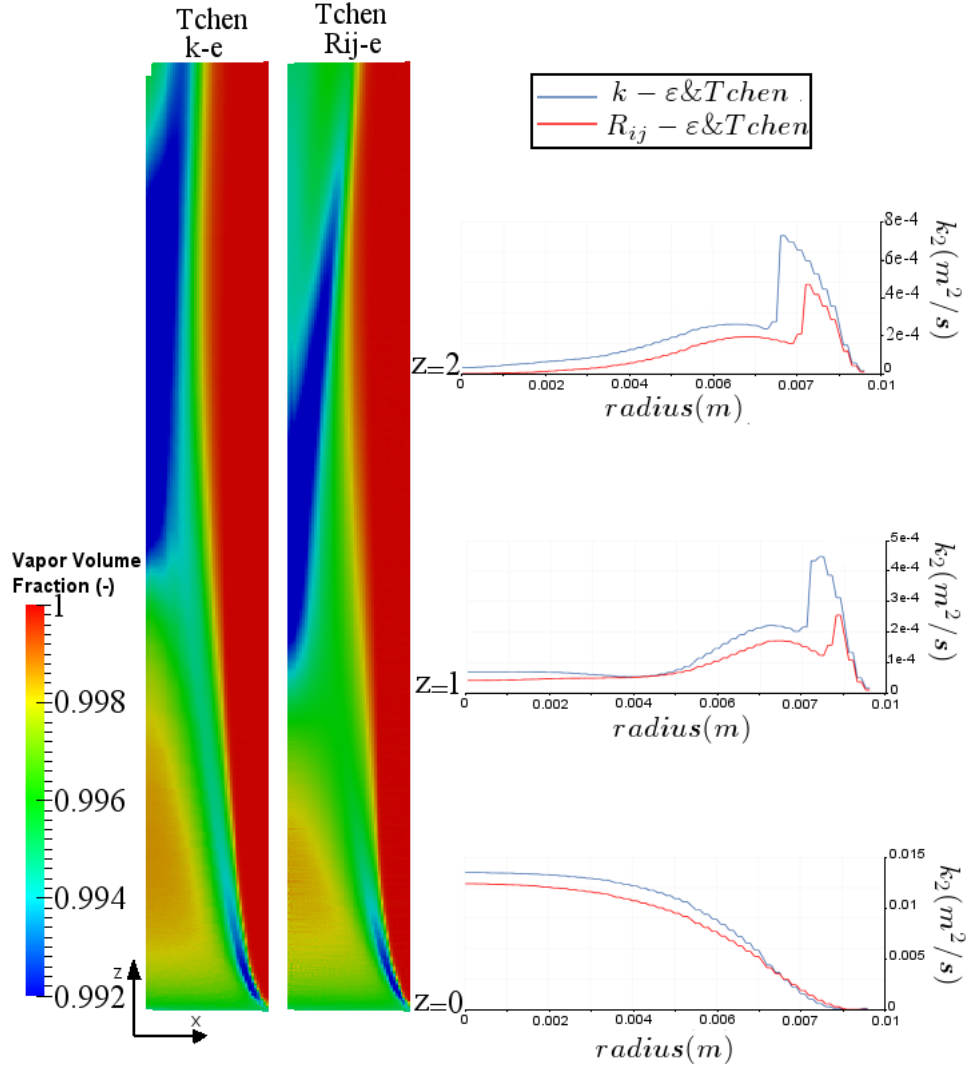 Tchen
k-e
Tchen
Rij-e
k − ε&Tchen
R_{ij} − ε&Tchen
8e-4
6e-4
4e-4
2e-4
0
k_2(m^2/s)
Z=2
0 0.002 0.004 0.006 0.007 0.01
radius(m)
5e-4
4e-4
3e-4
2e-4
1e-4
0
k_2(m^2/s)
Z=1
0 0.002 0.004 0.006 0.007 0.01
radius(m)
0.015
0.01
0.005
0
k_2(m^2/s)
Z=0
0 0.002 0.004 0.006 0.007 0.01
radius(m)
Vapor Volume
Fraction (-)
1
0.998
0.996
0.994
0.992
z
x